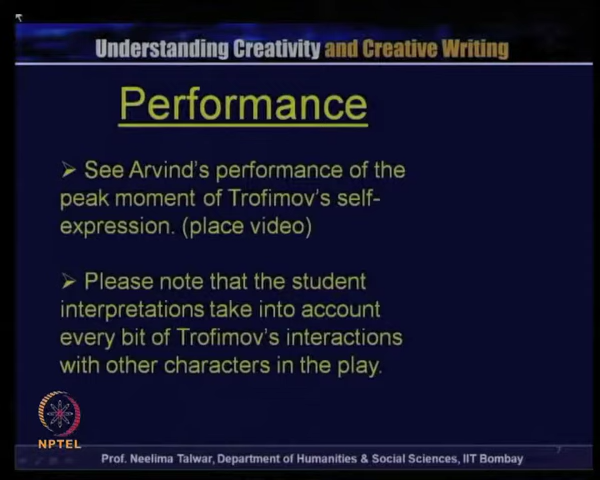 Understanding Creativity and Creative Writing
Performance
➢ See Arvind's performance of the
peak moment of Trofimov's self-
expression. (place video)
➢ Please note that the student
interpretations take into account
every bit of Trofimov's interactions
with other characters in the play.
NPTEL
7
Prof. Neelima Talwar, Department of Humanities & Social Sciences, IIT Bombay